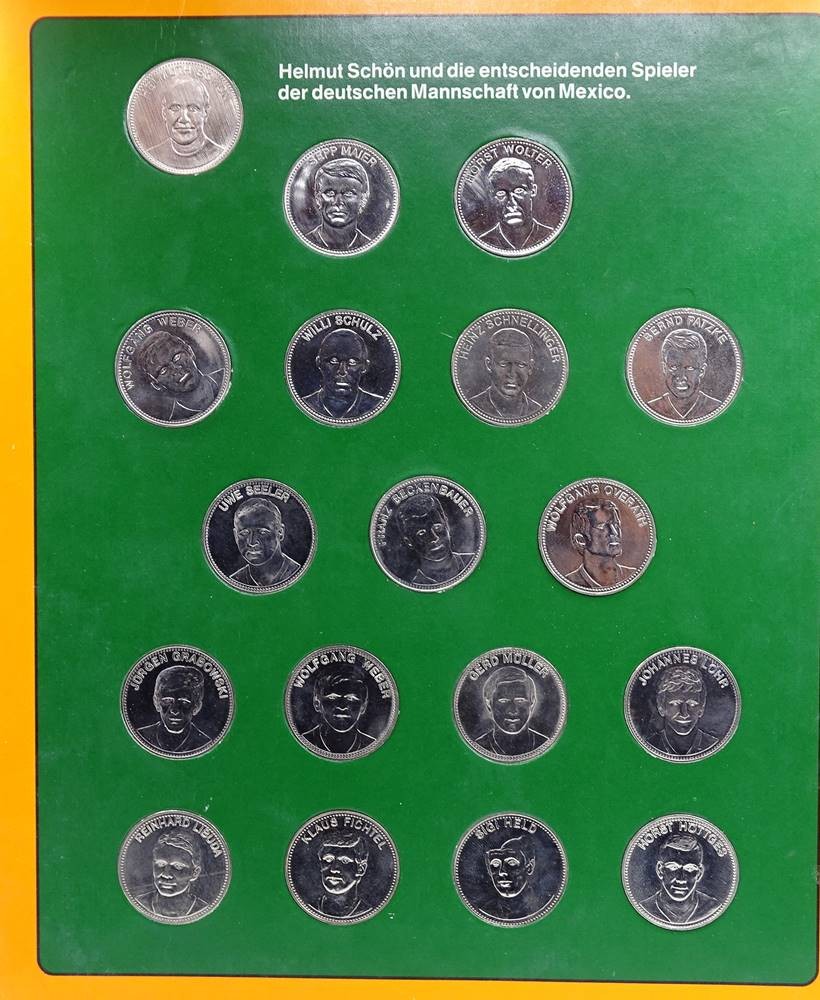 Helmut Schön und die entscheidenden Spieler
der deutschen Mannschaft von Mexico.
HELMUTH SCHÖN
SEPP MAIER
HORST WOLTER
WOLFGANG WEBER
WILLI SCHULZ
HEINZ SCHNELLINGER
BERND PATZKE
UWE SEELER
FRANZ BECKENBAUER
WOLFGANG OVERATH
JÜRGEN GRABOWSKI
WOLFGANG WEBER
GERD MÜLLER
JOHANNES LÖHR
REINHARD LIBUDA
KLAUS FICHTEL
SIGI HELD
HORST HÖTTGES